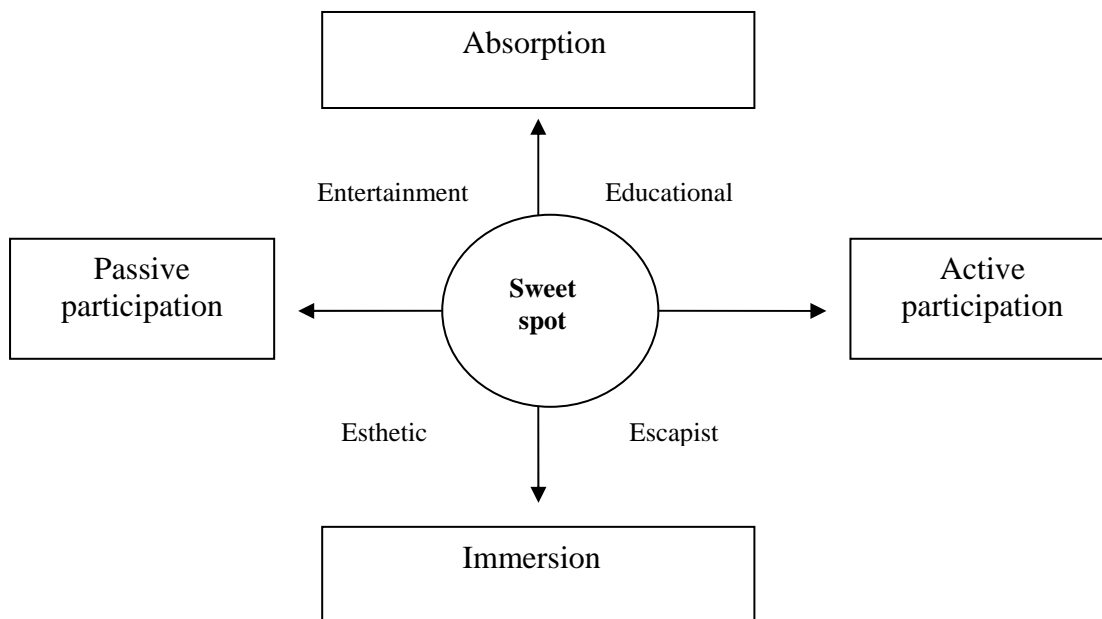 Absorption
Entertainment
Educational
Passive
participation
Sweet
spot
Active
participation
Esthetic
Escapist
Immersion